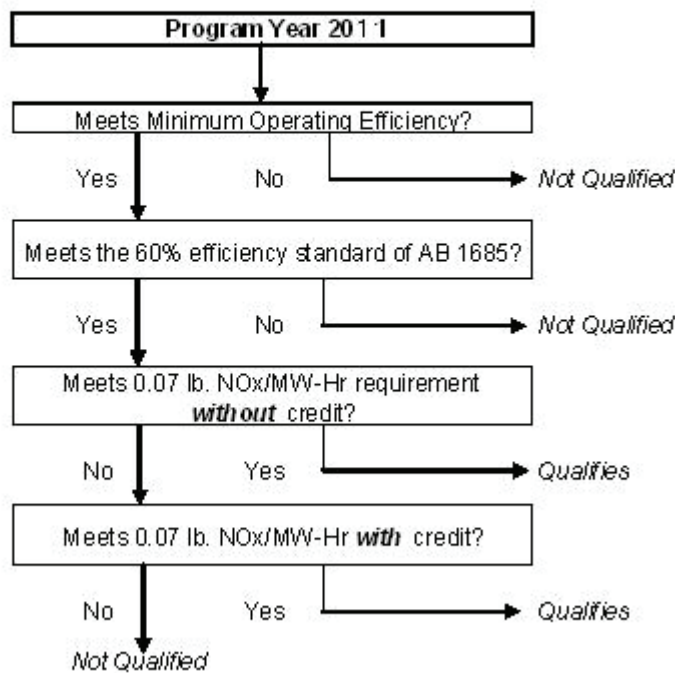 Program Year 2011
Meets Minimum Operating Efficiency?
Yes No Not Qualified
Meets the 60% efficiency standard of AB 1685?
Yes No Not Qualified
Meets 0.07 lb. NOx/MW-Hr requirement
without credit?
No Yes Qualifies
Meets 0.07 lb. NOx/MW-Hr with credit?
No Yes Qualifies
Not Qualified